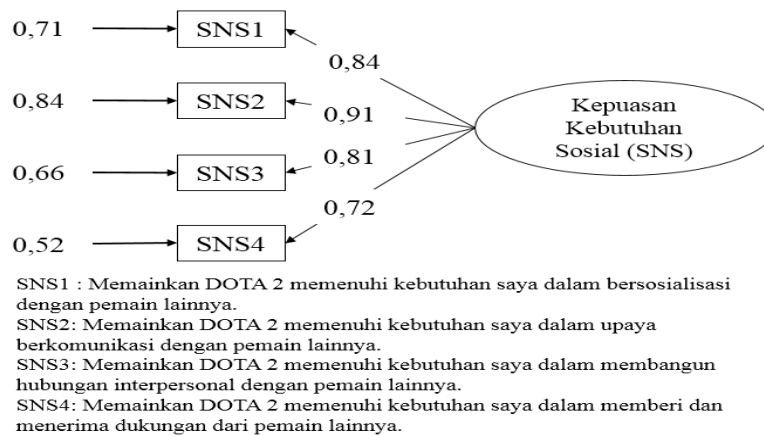 0,71
SNS1
0,84
0,84
SNS2
0,91
Kepuasan
Kebutuhan
Sosial (SNS)
0,66
SNS3
0,81
0,52
SNS4
0,72
SNS1 : Memainkan DOTA 2 memenuhi kebutuhan saya dalam bersosialisasi
dengan pemain lainnya.
SNS2: Memainkan DOTA 2 memenuhi kebutuhan saya dalam upaya
berkomunikasi dengan pemain lainnya.
SNS3: Memainkan DOTA 2 memenuhi kebutuhan saya dalam membangun
hubungan interpersonal dengan pemain lainnya.
SNS4: Memainkan DOTA 2 memenuhi kebutuhan saya dalam memberi dan
menerima dukungan dari pemain lainnya.